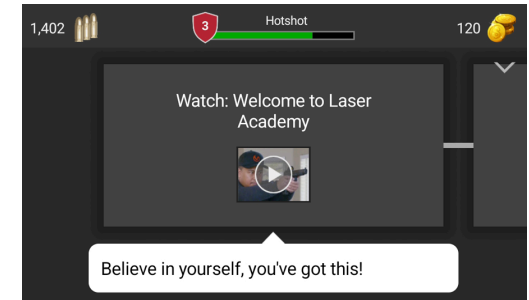 1,402
3
Hotshot
120
Watch: Welcome to Laser
Academy
Believe in yourself, you've got this!